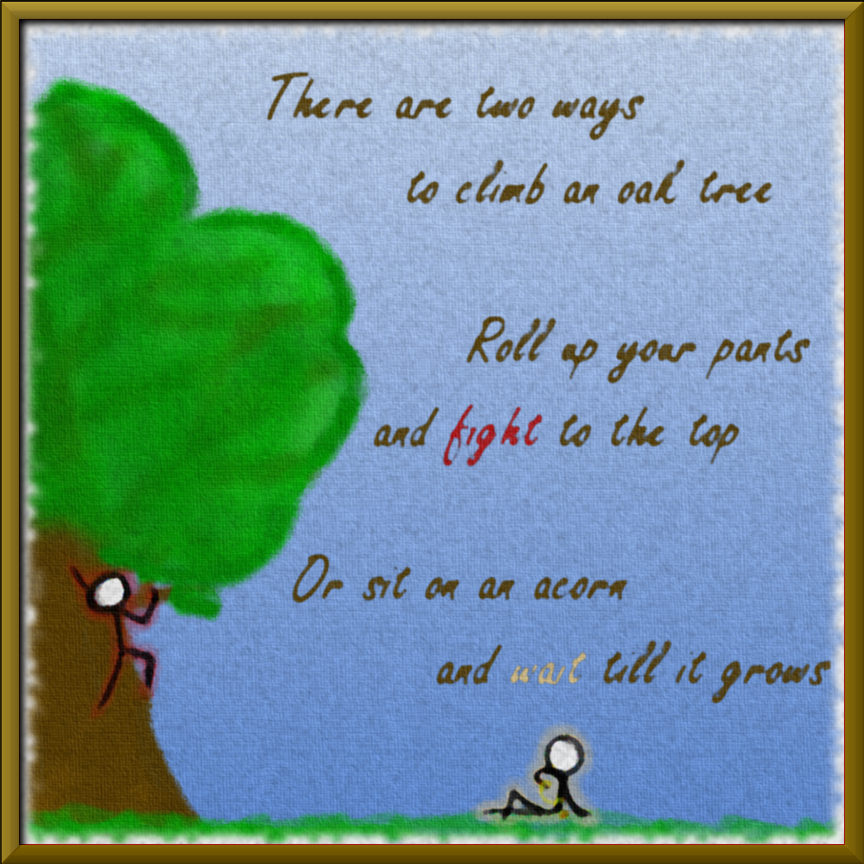 There are two ways
to climb an oak tree
Roll up your pants
and fight to the top
Or sit on an acorn
and wait till it grows